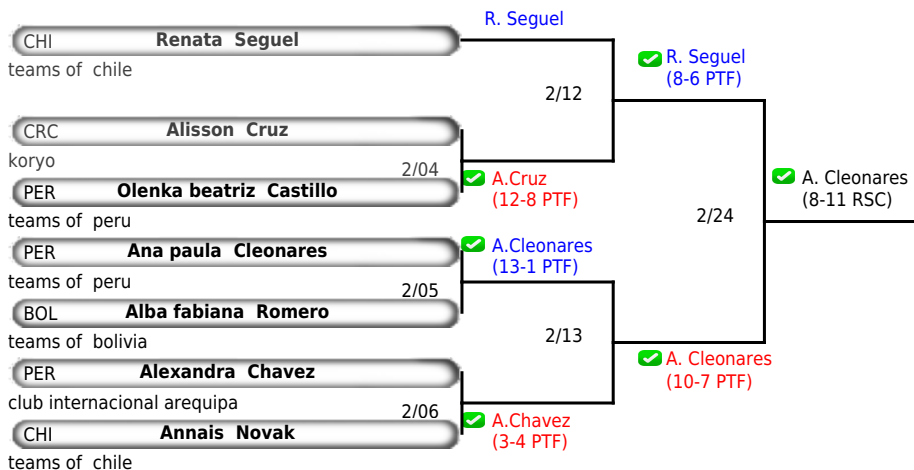 R. Seguel
CHI Renata Seguel
teams of chile
R. Seguel
(8-6 PTF)
2/12
CRC Alisson Cruz
koryo
2/04
A.Cruz
(12-8 PTF)
PER Olenka beatriz Castillo
teams of peru
A. Cleonares
(8-11 RSC)
2/24
PER Ana paula Cleonares
teams of peru
A.Cleonares
(13-1 PTF)
2/05
BOL Alba fabiana Romero
teams of bolivia
2/13
A. Cleonares
(10-7 PTF)
PER Alexandra Chavez
club internacional arequipa
2/06
A.Chavez
(3-4 PTF)
CHI Annais Novak
teams of chile